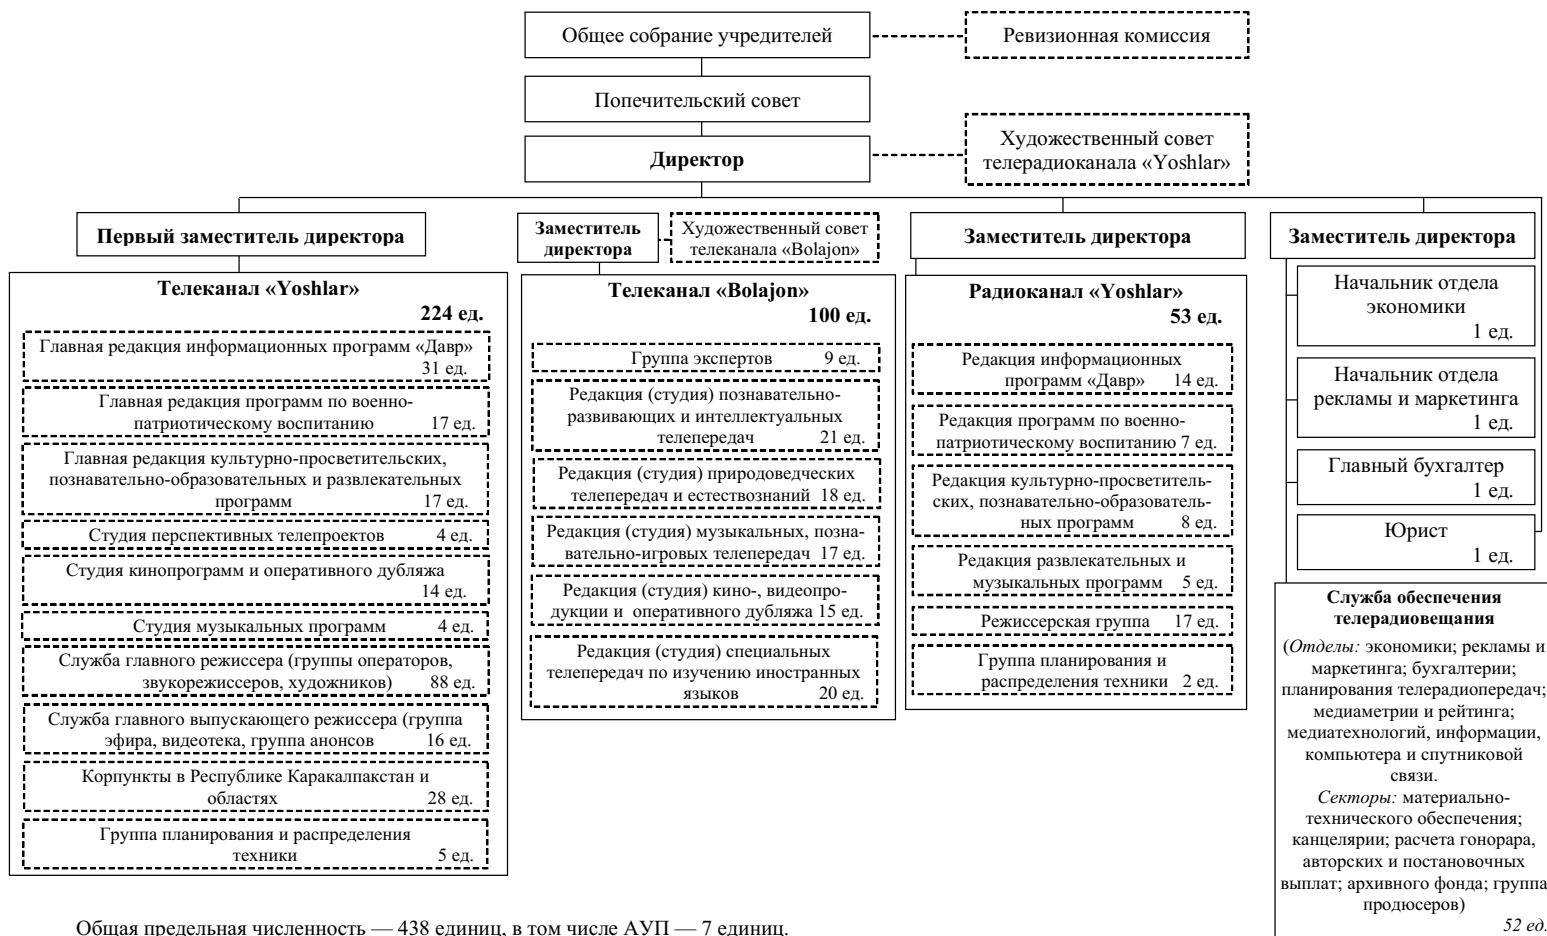 Общее собрание учредителей
Ревизионная комиссия
Попечительский совет
Директор
Художественный совет
телерадиоканала «Yoshlar»
Первый заместитель директора
Заместитель
директора
Художественный совет
телеканала «Bolajon»
Заместитель директора
Заместитель директора
Телеканал «Yoshlar»
224 ед.
Главная редакция информационных программ «Давр»
31 ед.
Главная редакция программ по военно-
патриотическому воспитанию 17 ед.
Главная редакция культурно-просветительских,
познавательно-образовательных и развлекательных
программ 17 ед.
Студия перспективных телепроектов 4 ед.
Студия кинопрограмм и оперативного дубляжа
14 ед.
Студия музыкальных программ 4 ед.
Служба главного режиссера (группы операторов,
звукорежиссеров, художников) 88 ед.
Служба главного выпускающего режиссера (группа
эфира, видеотека, группа анонсов 16 ед.
Корпункты в Республике Каракалпакстан и
областях 28 ед.
Группа планирования и распределения
техники 5 ед.
Телеканал «Bolajon»
100 ед.
Группа экспертов 9 ед.
Редакция (студия) познавательно-
развивающих и интеллектуальных
телепередач 21 ед.
Редакция (студия) природоведческих
телепередач и естествознаний 18 ед.
Редакция (студия) музыкальных, позна-
вательно-игровых телепередач 17 ед.
Редакция (студия) кино-, видеопро-
дукции и оперативного дубляжа 15 ед.
Редакция (студия) специальных
телепередач по изучению иностранных
языков 20 ед.
Радиоканал «Yoshlar»
53 ед.
Редакция информационных
программ «Давр» 14 ед.
Редакция программ по военно-
патриотическому воспитанию 7 ед.
Редакция культурно-просветитель-
ских, познавательно-образователь-
ных программ 8 ед.
Редакция развлекательных и
музыкальных программ 5 ед.
Режиссерская группа 17 ед.
Группа планирования и
распределения техники 2 ед.
Начальник отдела
экономики
1 ед.
Начальник отдела
рекламы и маркетинга
1 ед.
Главный бухгалтер
1 ед.
Юрист
1 ед.
Служба обеспечения
телерадиовещания
(Отделы: экономики; рекламы и
маркетинга; бухгалтерии;
планирования телерадиопередач;
медиаметрии и рейтинга;
медиатехнологий, информации,
компьютера и спутниковой
связи.
Секторы: материально-
технического обеспечения;
канцелярии; расчета гонорара,
авторских и постановочных
выплат; архивного фонда; группа
продюсеров)
52 ед.
Общая предельная численность — 438 единиц, в том числе АУП — 7 единиц.